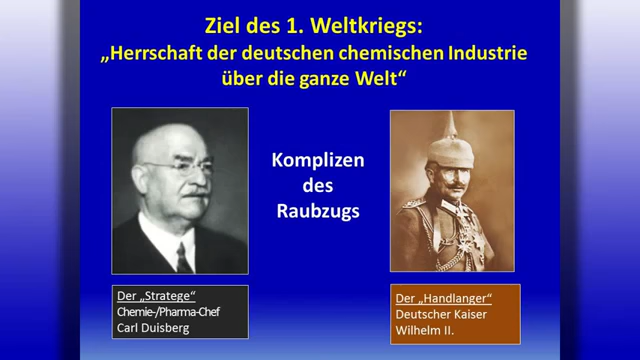 Ziel des 1. Weltkriegs:
„Herrschaft der deutschen chemischen Industrie
über die ganze Welt“
Komplizen
des
Raubzugs
Der „Stratege“
Chemie-/Pharma-Chef
Carl Duisberg
Der „Handlanger“
Deutscher Kaiser
Wilhelm II.